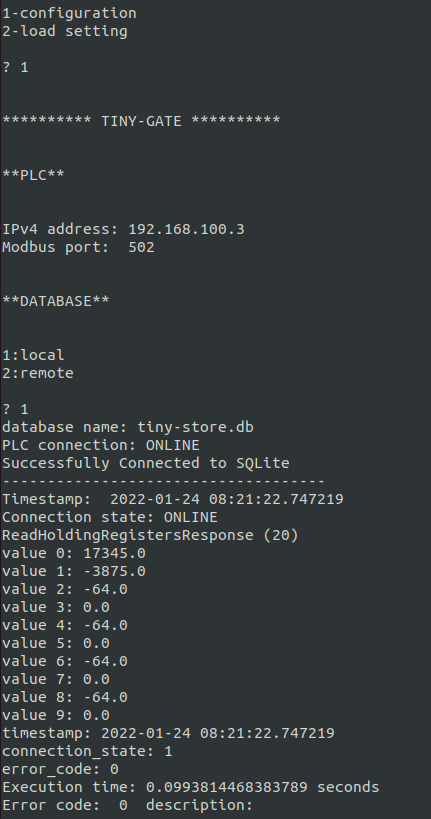 1-configuration
2-load setting
? 1
********** TINY-GATE **********
**PLC**
IPv4 address: 192.168.100.3
Modbus port:  502
**DATABASE**
1:local
2:remote
? 1
database name: tiny-store.db
PLC connection: ONLINE
Successfully Connected to SQLite
------------------------------------
Timestamp:  2022-01-24 08:21:22.747219
Connection state: ONLINE
ReadHoldingRegistersResponse (20)
value 0: 17345.0
value 1: -3875.0
value 2: -64.0
value 3: 0.0
value 4: -64.0
value 5: 0.0
value 6: -64.0
value 7: 0.0
value 8: -64.0
value 9: 0.0
timestamp: 2022-01-24 08:21:22.747219
connection_state: 1
error_code: 0
Execution time: 0.0993814468383789 seconds
Error code:  0  description: